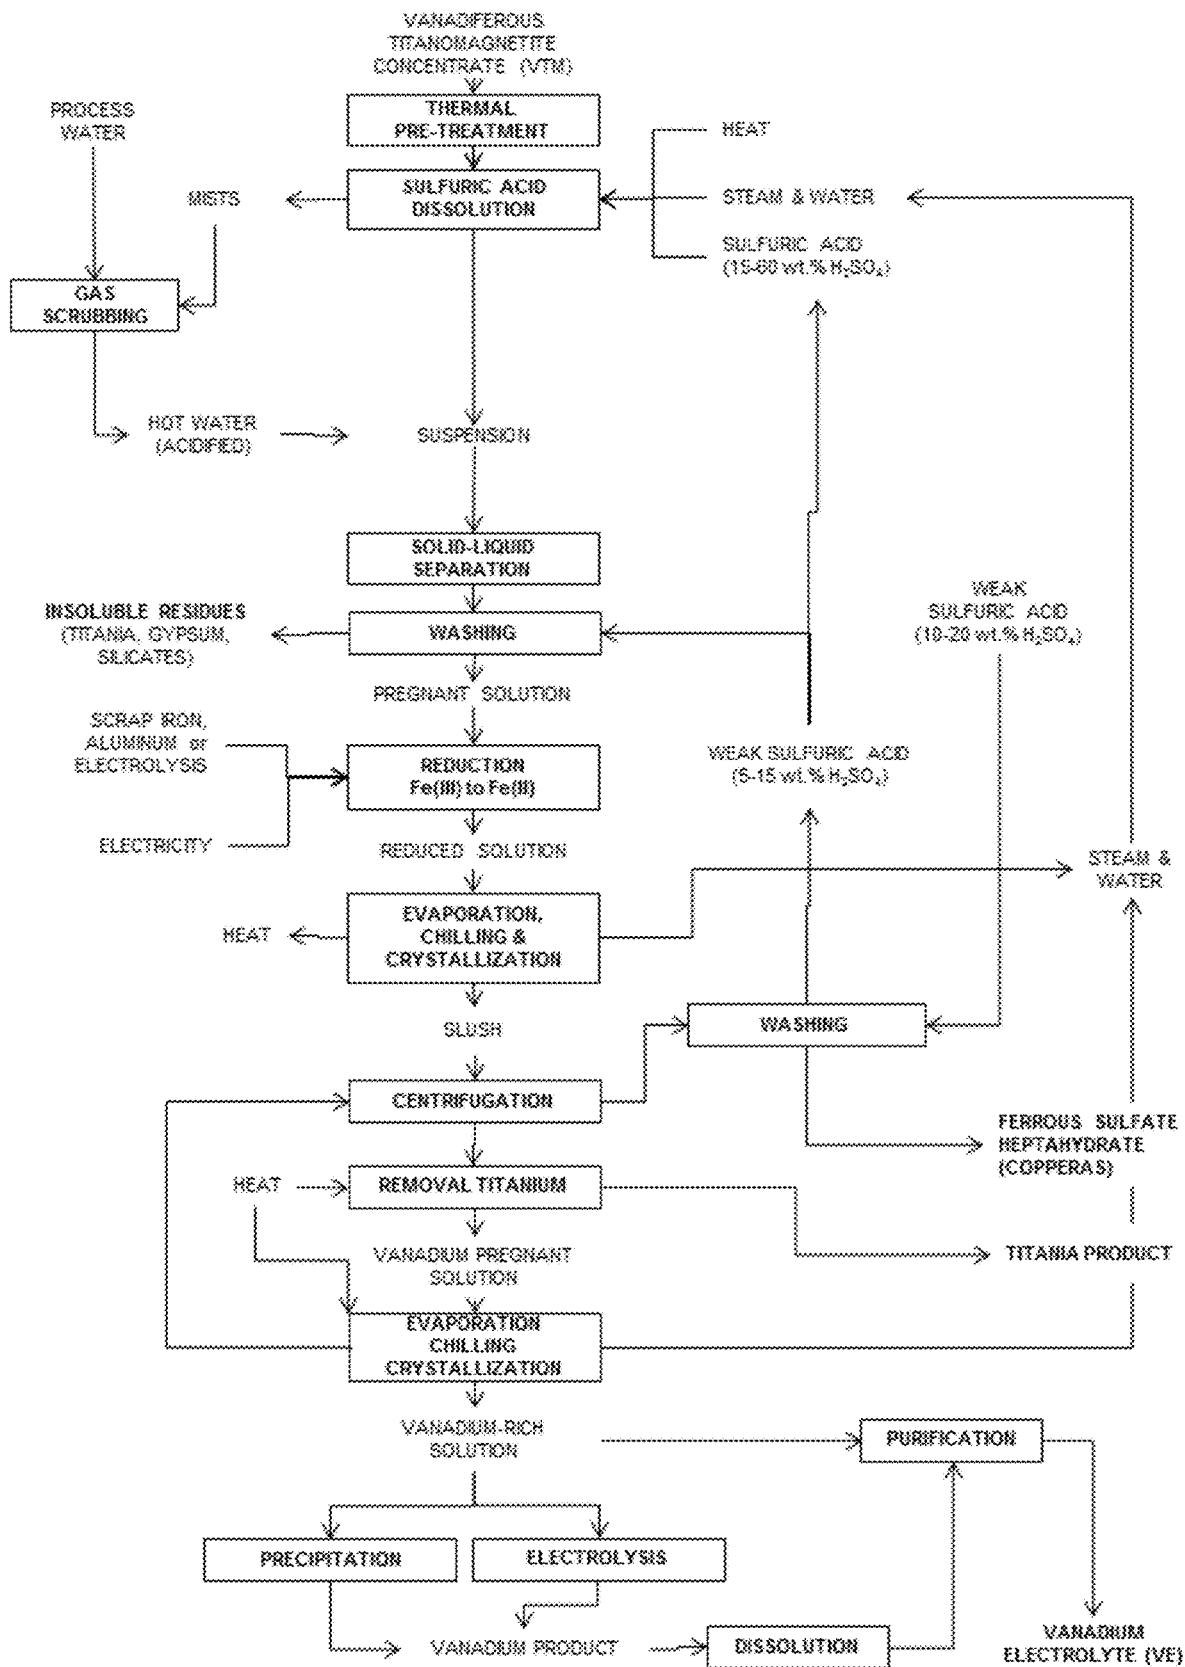 VANADIFEROUS
TITANOMAGNETITE
CONCENTRATE (VTM)
PROCESS
WATER
THERMAL
PRE-TREATMENT
HEAT
MISTS
SULFURIC ACID
DISSOLUTION
STEAM & WATER
SULFURIC ACID
(15-60 wt.% H₂SO₄)
GAS
SCRUBBING
HOT WATER
(ACIDIFIED)
SUSPENSION
SOLID-LIQUID
SEPARATION
WEAK
SULFURIC ACID
(10-20 wt.% H₂SO₄)
INSOLUBLE RESIDUES
(TITANIA, GYPSUM,
SILICATES)
WASHING
PREGNANT SOLUTION
SCRAP IRON,
ALUMINUM or
ELECTROLYSIS
REDUCTION
Fe(III) to Fe(II)
WEAK SULFURIC ACID
(5-15 wt.% H₂SO₄)
ELECTRICITY
REDUCED SOLUTION
STEAM &
WATER
HEAT
EVAPORATION,
CHILLING &
CRYSTALLIZATION
SLUSH
WASHING
CENTRIFUGATION
FERROUS SULFATE
HEPTAHYDRATE
(COPPERAS)
HEAT
REMOVAL TITANIUM
VANADIUM PREGNANT
SOLUTION
TITANIA PRODUCT
EVAPORATION
CHILLING
CRYSTALLIZATION
VANADIUM-RICH
SOLUTION
PURIFICATION
PRECIPITATION
ELECTROLYSIS
VANADIUM PRODUCT
DISSOLUTION
VANADIUM
ELECTROLYTE (VE)